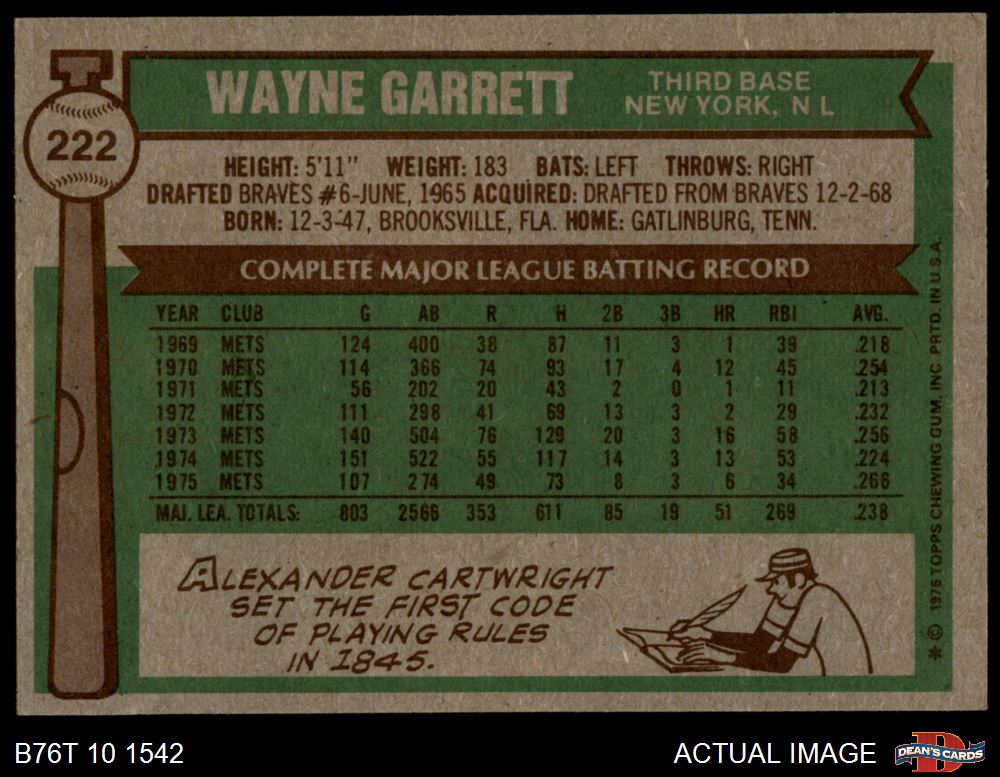 WAYNE GARRETT
THIRD BASE
NEW YORK, N L
222
HEIGHT: 5'11" WEIGHT: 183 BATS: LEFT THROWS: RIGHT
DRAFTED BRAVES #6-JUNE, 1965 ACQUIRED: DRAFTED FROM BRAVES 12-2-68
BORN: 12-3-47, BROOKSVILLE, FLA. HOME: GATLINBURG, TENN.
COMPLETE MAJOR LEAGUE BATTING RECORD
YEAR CLUB G AB R H 2B 3B HR RBI AVG.
1969 METS 124 400 38 87 11 3 1 39 .218
1970 METS 114 366 74 93 17 4 12 45 .254
1971 METS 56 202 20 43 2 0 1 11 .213
1972 METS 111 298 41 69 13 3 2 29 .232
1973 METS 140 504 76 129 20 3 16 58 .256
1974 METS 151 522 55 117 14 3 13 53 .224
1975 METS 107 274 49 73 8 3 6 34 .266
MAJ. LEA. TOTALS: 803 2566 353 611 85 19 51 269 .238
ALEXANDER CARTWRIGHT
SET THE FIRST CODE
OF PLAYING RULES
IN 1845.
* © 1976 TOPPS CHEWING GUM, INC PRTD. IN U.S.A.
B76T 10 1542
ACTUAL IMAGE
D
DEAN'S CARDS